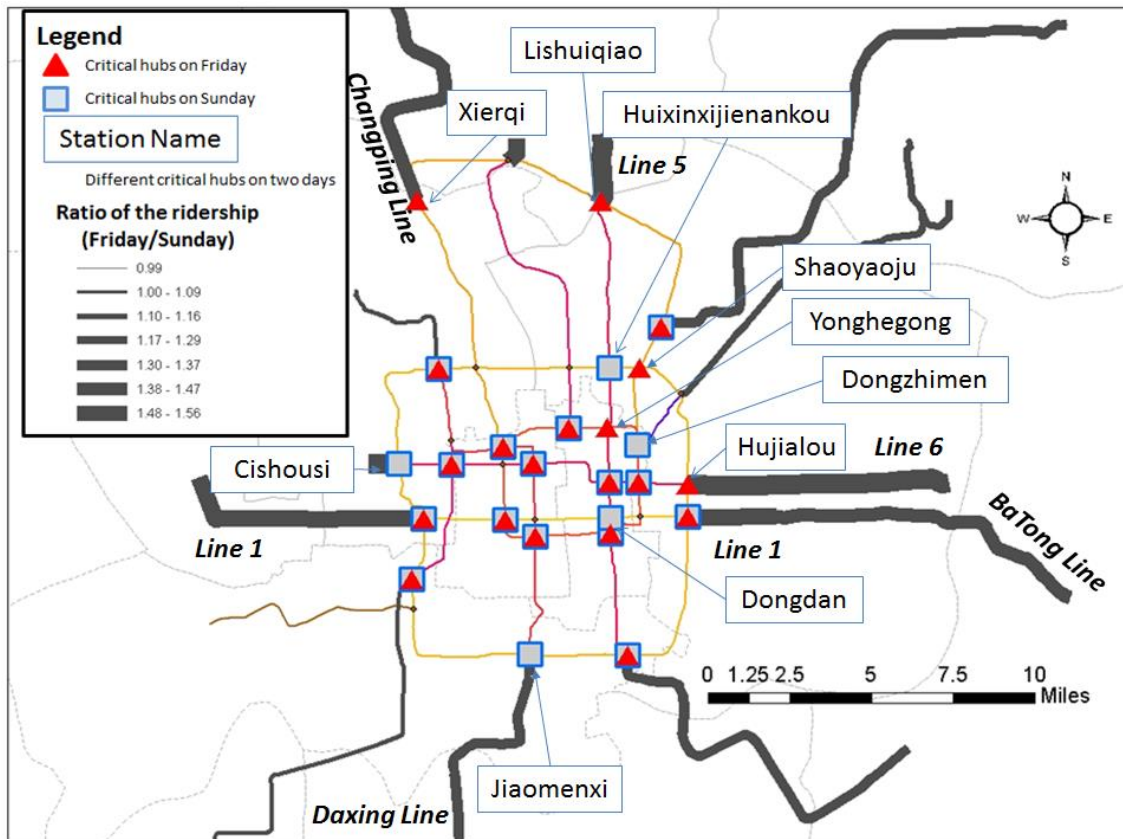 Legend
Critical hubs on Friday
Critical hubs on Sunday
Station Name
Different critical hubs on two days
Ratio of the ridership
(Friday/Sunday)
0.99
1.00 - 1.09
1.10 - 1.16
1.17 - 1.29
1.30 - 1.37
1.38 - 1.47
1.48 - 1.56
Changping Line
Xierqi
Lishuiqiao
Huixinxijienankou
Line 5
N
W
E
S
Shaoyaoju
Yonghegong
Dongzhimen
Hujialou
Line 6
Cishousi
Line 1
Line 1
BaTong Line
Dongdan
0 1.25 2.5 5 7.5 10
Miles
Jiaomenxi
Daxing Line